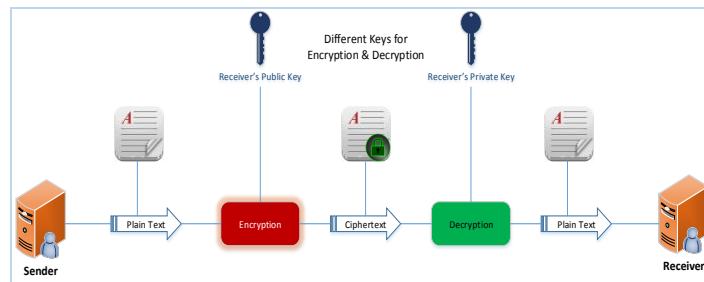 Different Keys for
Encryption & Decryption
Receiver's Public Key
Receiver's Private Key
A
A
A
Plain Text
Encryption
Ciphertext
Decryption
Plain Text
Sender
Receiver